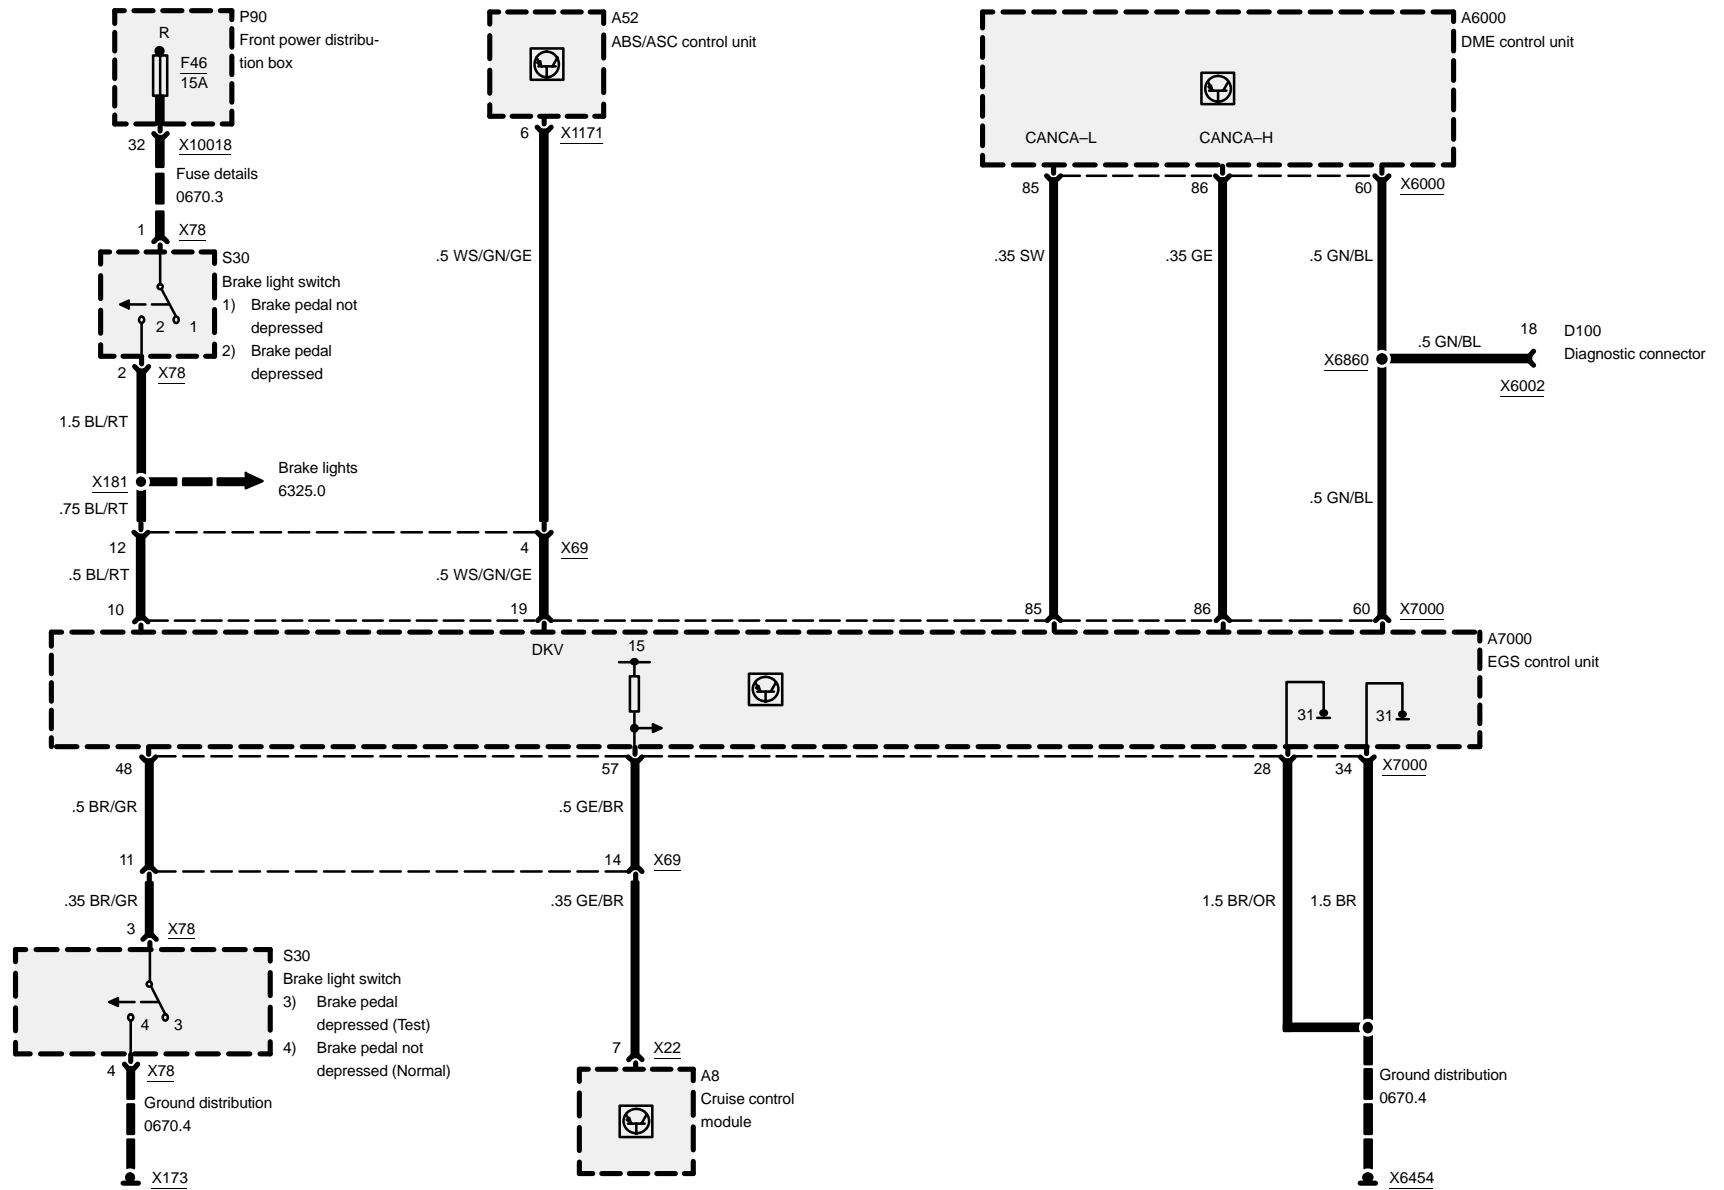 P90
Front power distribu-
tion box
R
F46
15A
32
X10018
Fuse details
0670.3
1
X78
S30
Brake light switch
1) Brake pedal not
depressed
2) Brake pedal
depressed
2
1
2
X78
1.5 BL/RT
X181
Brake lights
6325.0
.75 BL/RT
12
.5 BL/RT
10
A52
ABS/ASC control unit
6
X1171
.5 WS/GN/GE
4
X69
.5 WS/GN/GE
19
A6000
DME control unit
CANCA–L
CANCA–H
85
86
60
X6000
.35 SW
.35 GE
.5 GN/BL
X6860
.5 GN/BL
18
D100
Diagnostic connector
X6002
.5 GN/BL
85
86
60
X7000
A7000
EGS control unit
DKV
15
31
31
48
57
28
34
X7000
.5 BR/GR
.5 GE/BR
11
14
X69
.35 BR/GR
.35 GE/BR
1.5 BR/OR
1.5 BR
3
X78
S30
Brake light switch
3) Brake pedal
depressed (Test)
4) Brake pedal not
depressed (Normal)
4
3
4
X78
Ground distribution
0670.4
X173
7
X22
A8
Cruise control
module
Ground distribution
0670.4
X6454